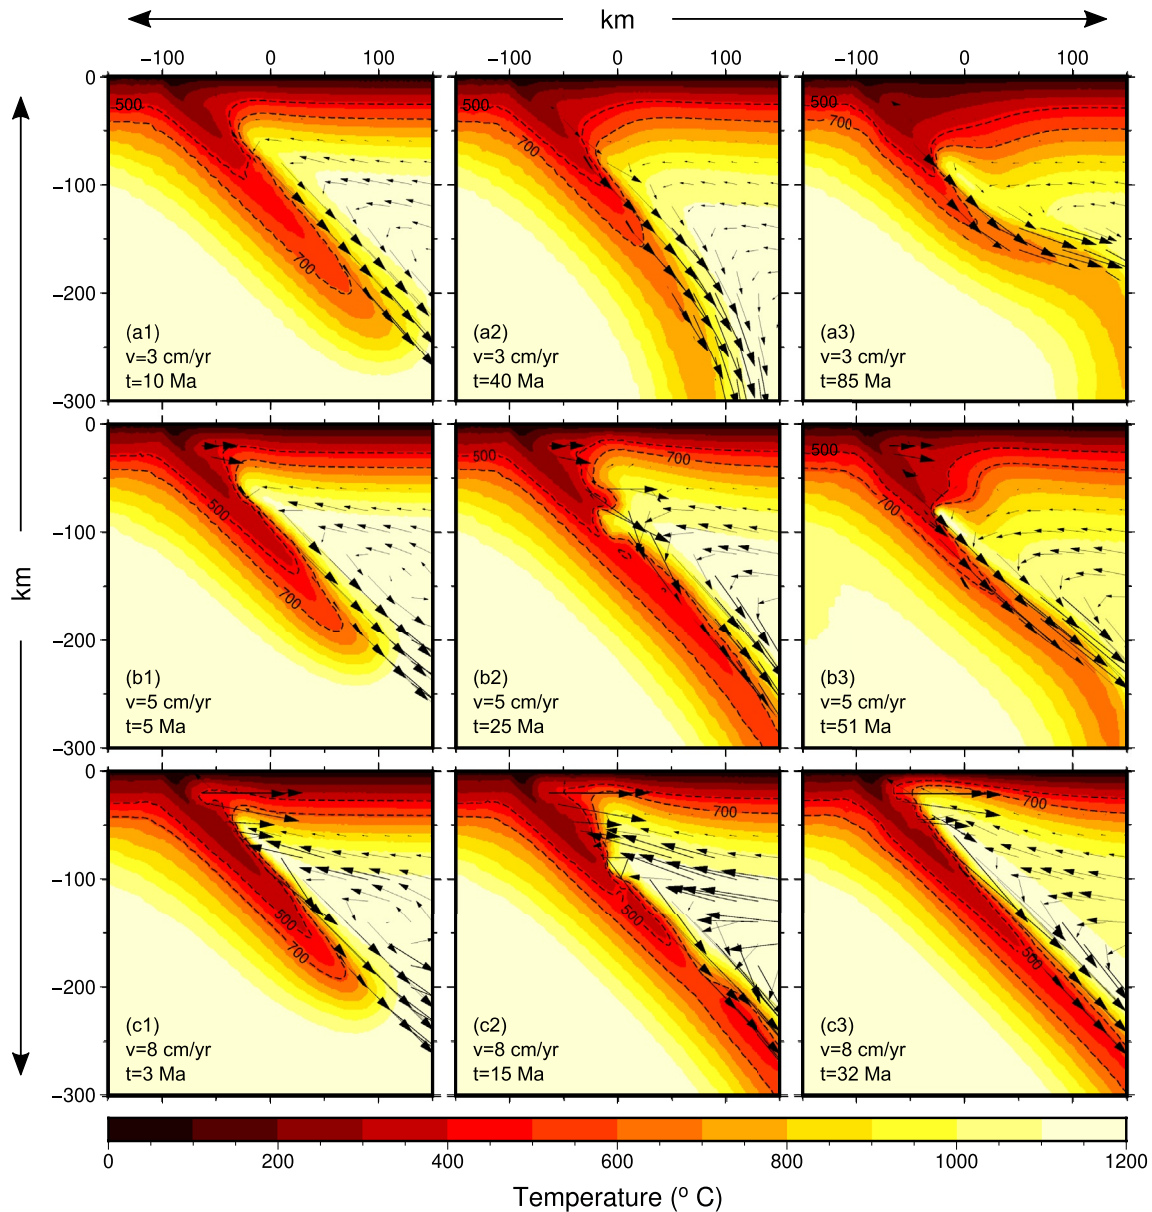 km
−100 0 100 −100 0 100 −100 0 100
0
−100
−200
−300
km
500
700
(a1)
v=3 cm/yr
t=10 Ma
500
700
(a2)
v=3 cm/yr
t=40 Ma
500
700
(a3)
v=3 cm/yr
t=85 Ma
0
−100
−200
−300
500
700
(b1)
v=5 cm/yr
t=5 Ma
500
700
(b2)
v=5 cm/yr
t=25 Ma
500
700
(b3)
v=5 cm/yr
t=51 Ma
0
−100
−200
−300
500
700
(c1)
v=8 cm/yr
t=3 Ma
700
500
(c2)
v=8 cm/yr
t=15 Ma
700
500
(c3)
v=8 cm/yr
t=32 Ma
0 200 400 600 800 1000 1200
Temperature (º C)